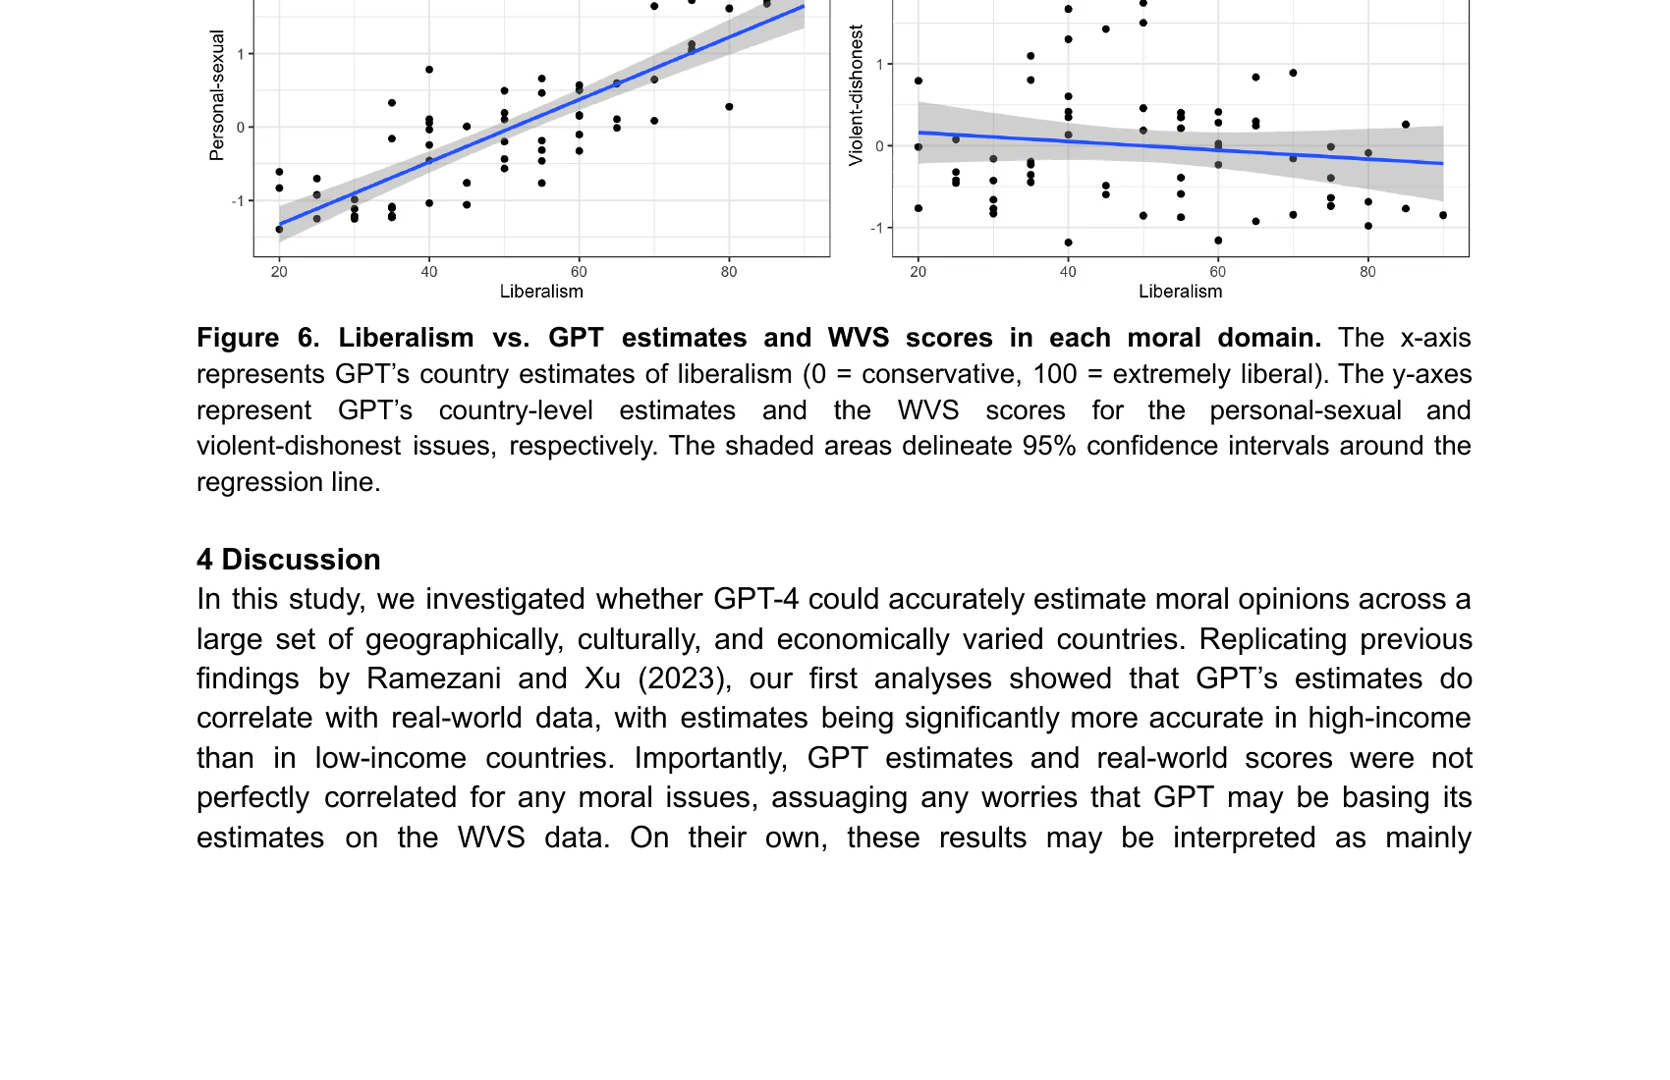 Personal-sexual
1
0
-1
20 40 60 80
Liberalism
Violent-dishonest
1
0
-1
20 40 60 80
Liberalism
Figure 6. Liberalism vs. GPT estimates and WVS scores in each moral domain. The x-axis
represents GPT’s country estimates of liberalism (0 = conservative, 100 = extremely liberal). The y-axes
represent GPT’s country-level estimates and the WVS scores for the personal-sexual and
violent-dishonest issues, respectively. The shaded areas delineate 95% confidence intervals around the
regression line.
4 Discussion
In this study, we investigated whether GPT-4 could accurately estimate moral opinions across a
large set of geographically, culturally, and economically varied countries. Replicating previous
findings by Ramezani and Xu (2023), our first analyses showed that GPT’s estimates do
correlate with real-world data, with estimates being significantly more accurate in high-income
than in low-income countries. Importantly, GPT estimates and real-world scores were not
perfectly correlated for any moral issues, assuaging any worries that GPT may be basing its
estimates on the WVS data. On their own, these results may be interpreted as mainly